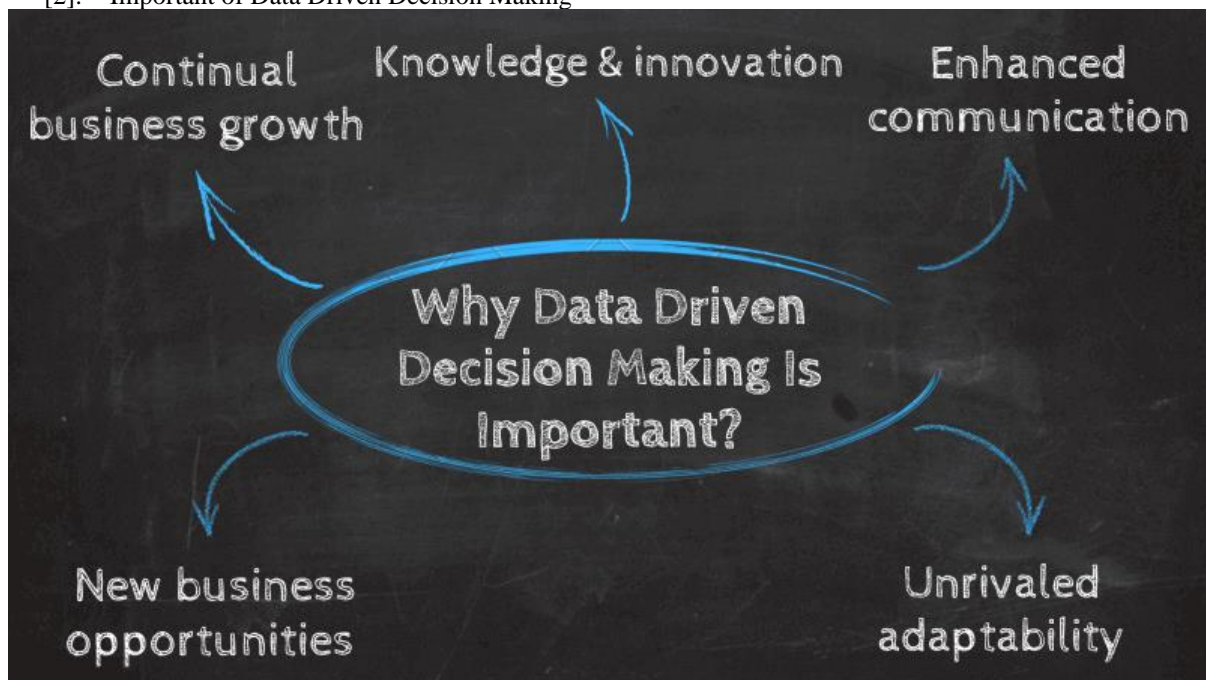 [2]. Important of Data Driven Decision Making
Continual
business growth
Knowledge & innovation
Enhanced
communication
Why Data Driven
Decision Making Is
Important?
New business
opportunities
Unrivaled
adaptability